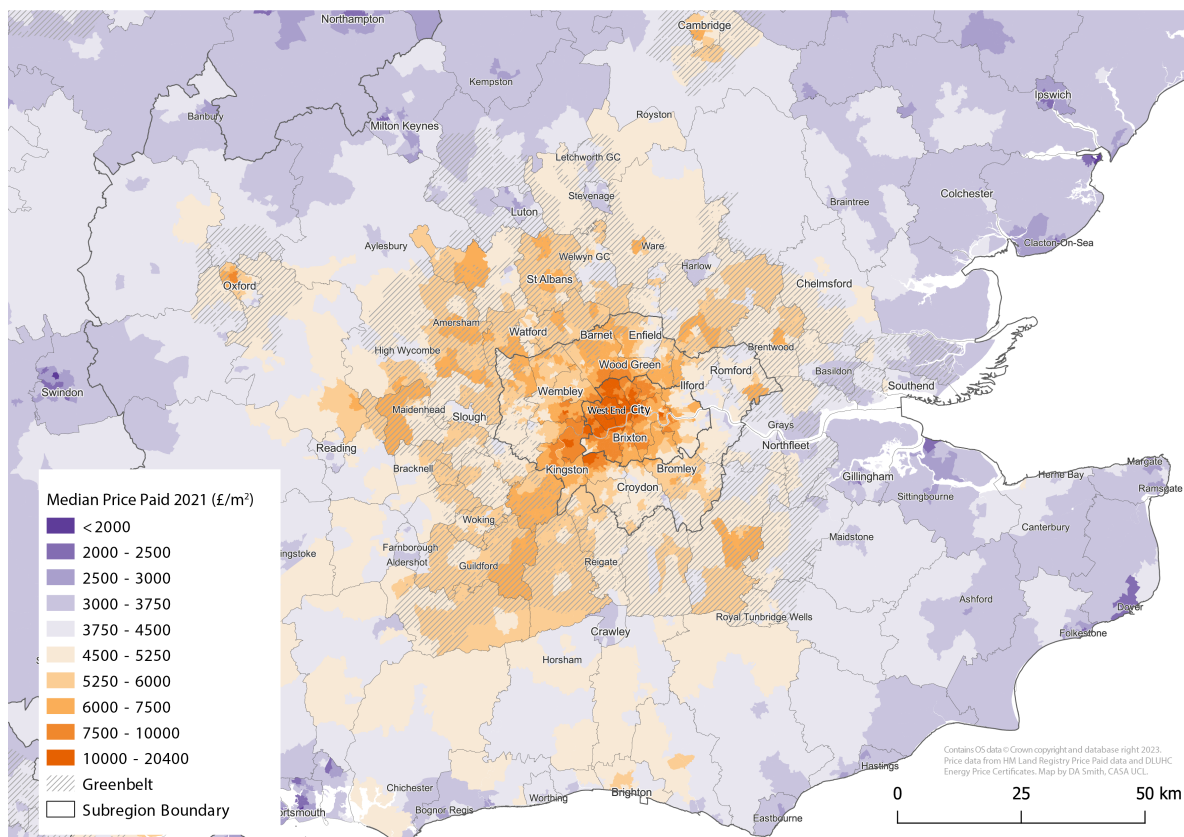 Northampton
Cambridge
Kempston
Ipswich
Banbury
Milton Keynes
Royston
Letchworth GC
Stevenage
Colchester
Luton
Braintree
Aylesbury
Ware
Clacton-On-Sea
Welwyn GC
Harlow
Oxford
St Albans
Chelmsford
Amersham
Watford
Barnet
Enfield
High Wycombe
Brentwood
Wood Green
Romford
Basildon
Swindon
Wembley
Ilford
Southend
Maidenhead
Slough
West End
City
Grays
Reading
Brixton
Northfleet
Bracknell
Kingston
Bromley
Gillingham
Herne Bay
Margate
Croydon
Sittingbourne
Ramsgate
Woking
Canterbury
Maidstone
ingstoke
Farnborough
Aldershot
Guildford
Reigate
Ashford
Dover
Royal Tunbridge Wells
Crawley
Folkestone
Horsham
S
Hastings
Chichester
Brighton
Worthing
Bognor Regis
ortsmouth
Eastbourne
Median Price Paid 2021 (£/m²)
< 2000
2000 - 2500
2500 - 3000
3000 - 3750
3750 - 4500
4500 - 5250
5250 - 6000
6000 - 7500
7500 - 10000
10000 - 20400
Greenbelt
Subregion Boundary
Contains OS data © Crown copyright and database right 2023.
Price data from HM Land Registry Price Paid data and DLUHC
Energy Price Certificates. Map by DA Smith, CASA UCL.
0 25 50 km